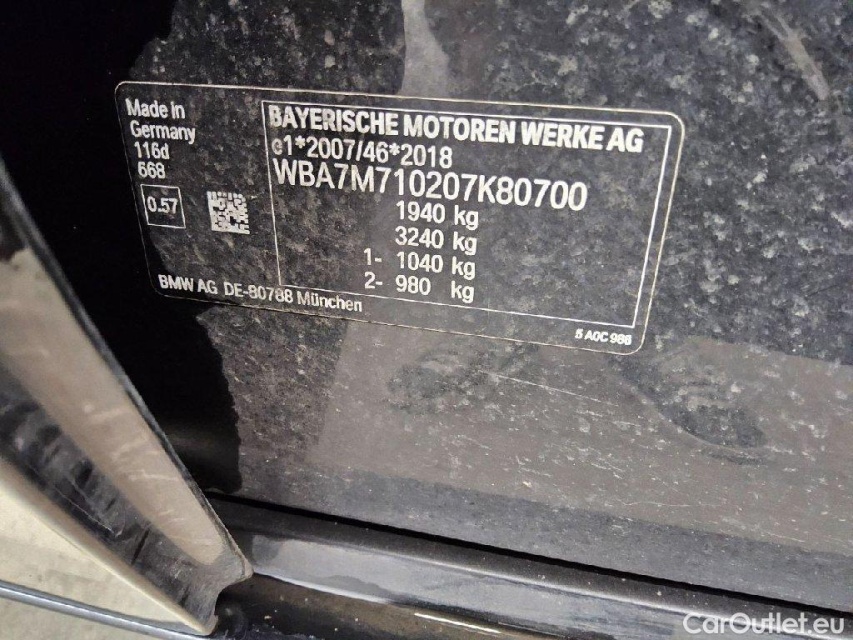 Made in
Germany
116d
668
0.57
BAYERISCHE MOTOREN WERKE AG
e1*2007/46*2018
WBA7M710207K80700
1940 kg
3240 kg
1- 1040 kg
2- 980 kg
BMW AG DE-80788 München
5 A0C 986
CarOutlet.eu